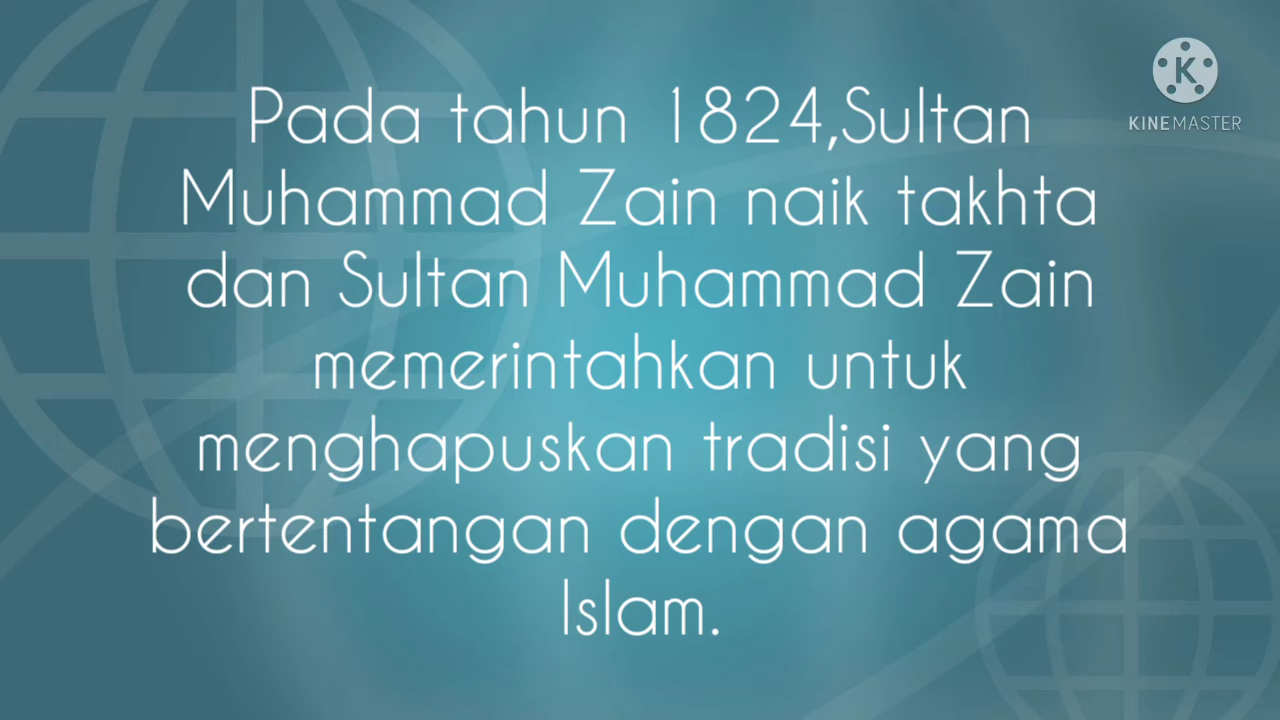 Pada tahun 1824,Sultan
Muhammad Zain naik takhta
dan Sultan Muhammad Zain
memerintahkan untuk
menghapuskan tradisi yang
bertentangan dengan agama
Islam.
K
KINEMASTER